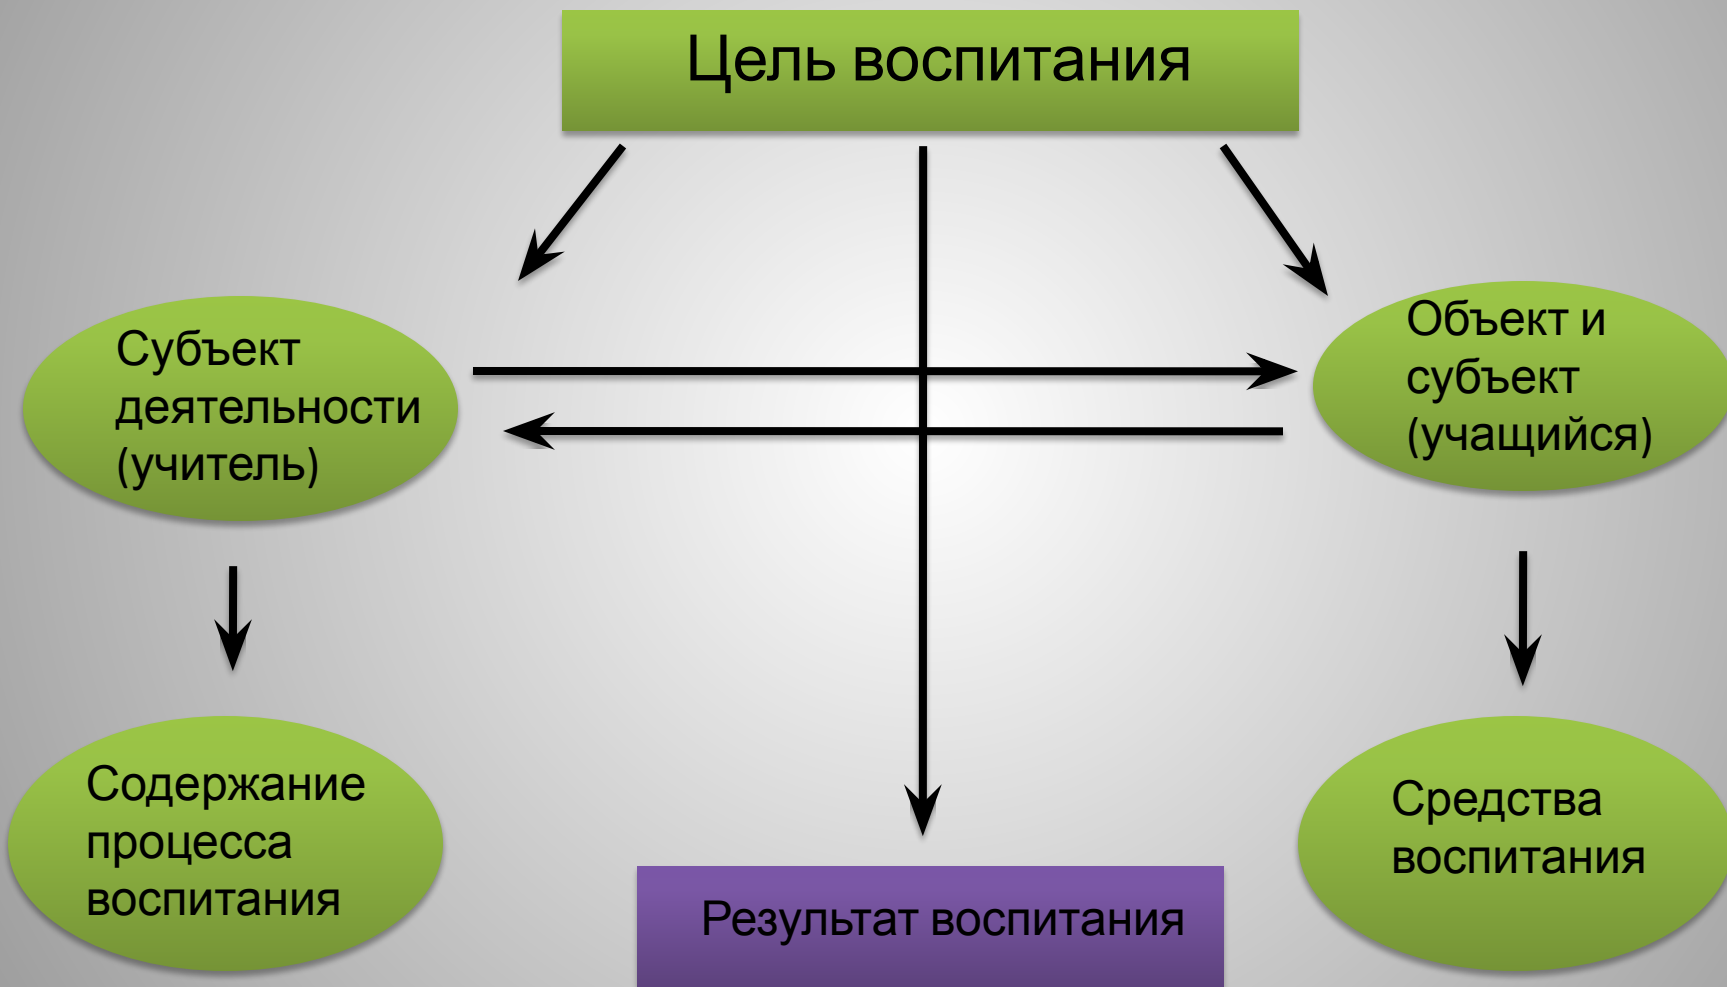 Цель воспитания
Субъект
деятельности
(учитель)
Объект и
субъект
(учащийся)
Содержание
процесса
воспитания
Средства
воспитания
Результат воспитания